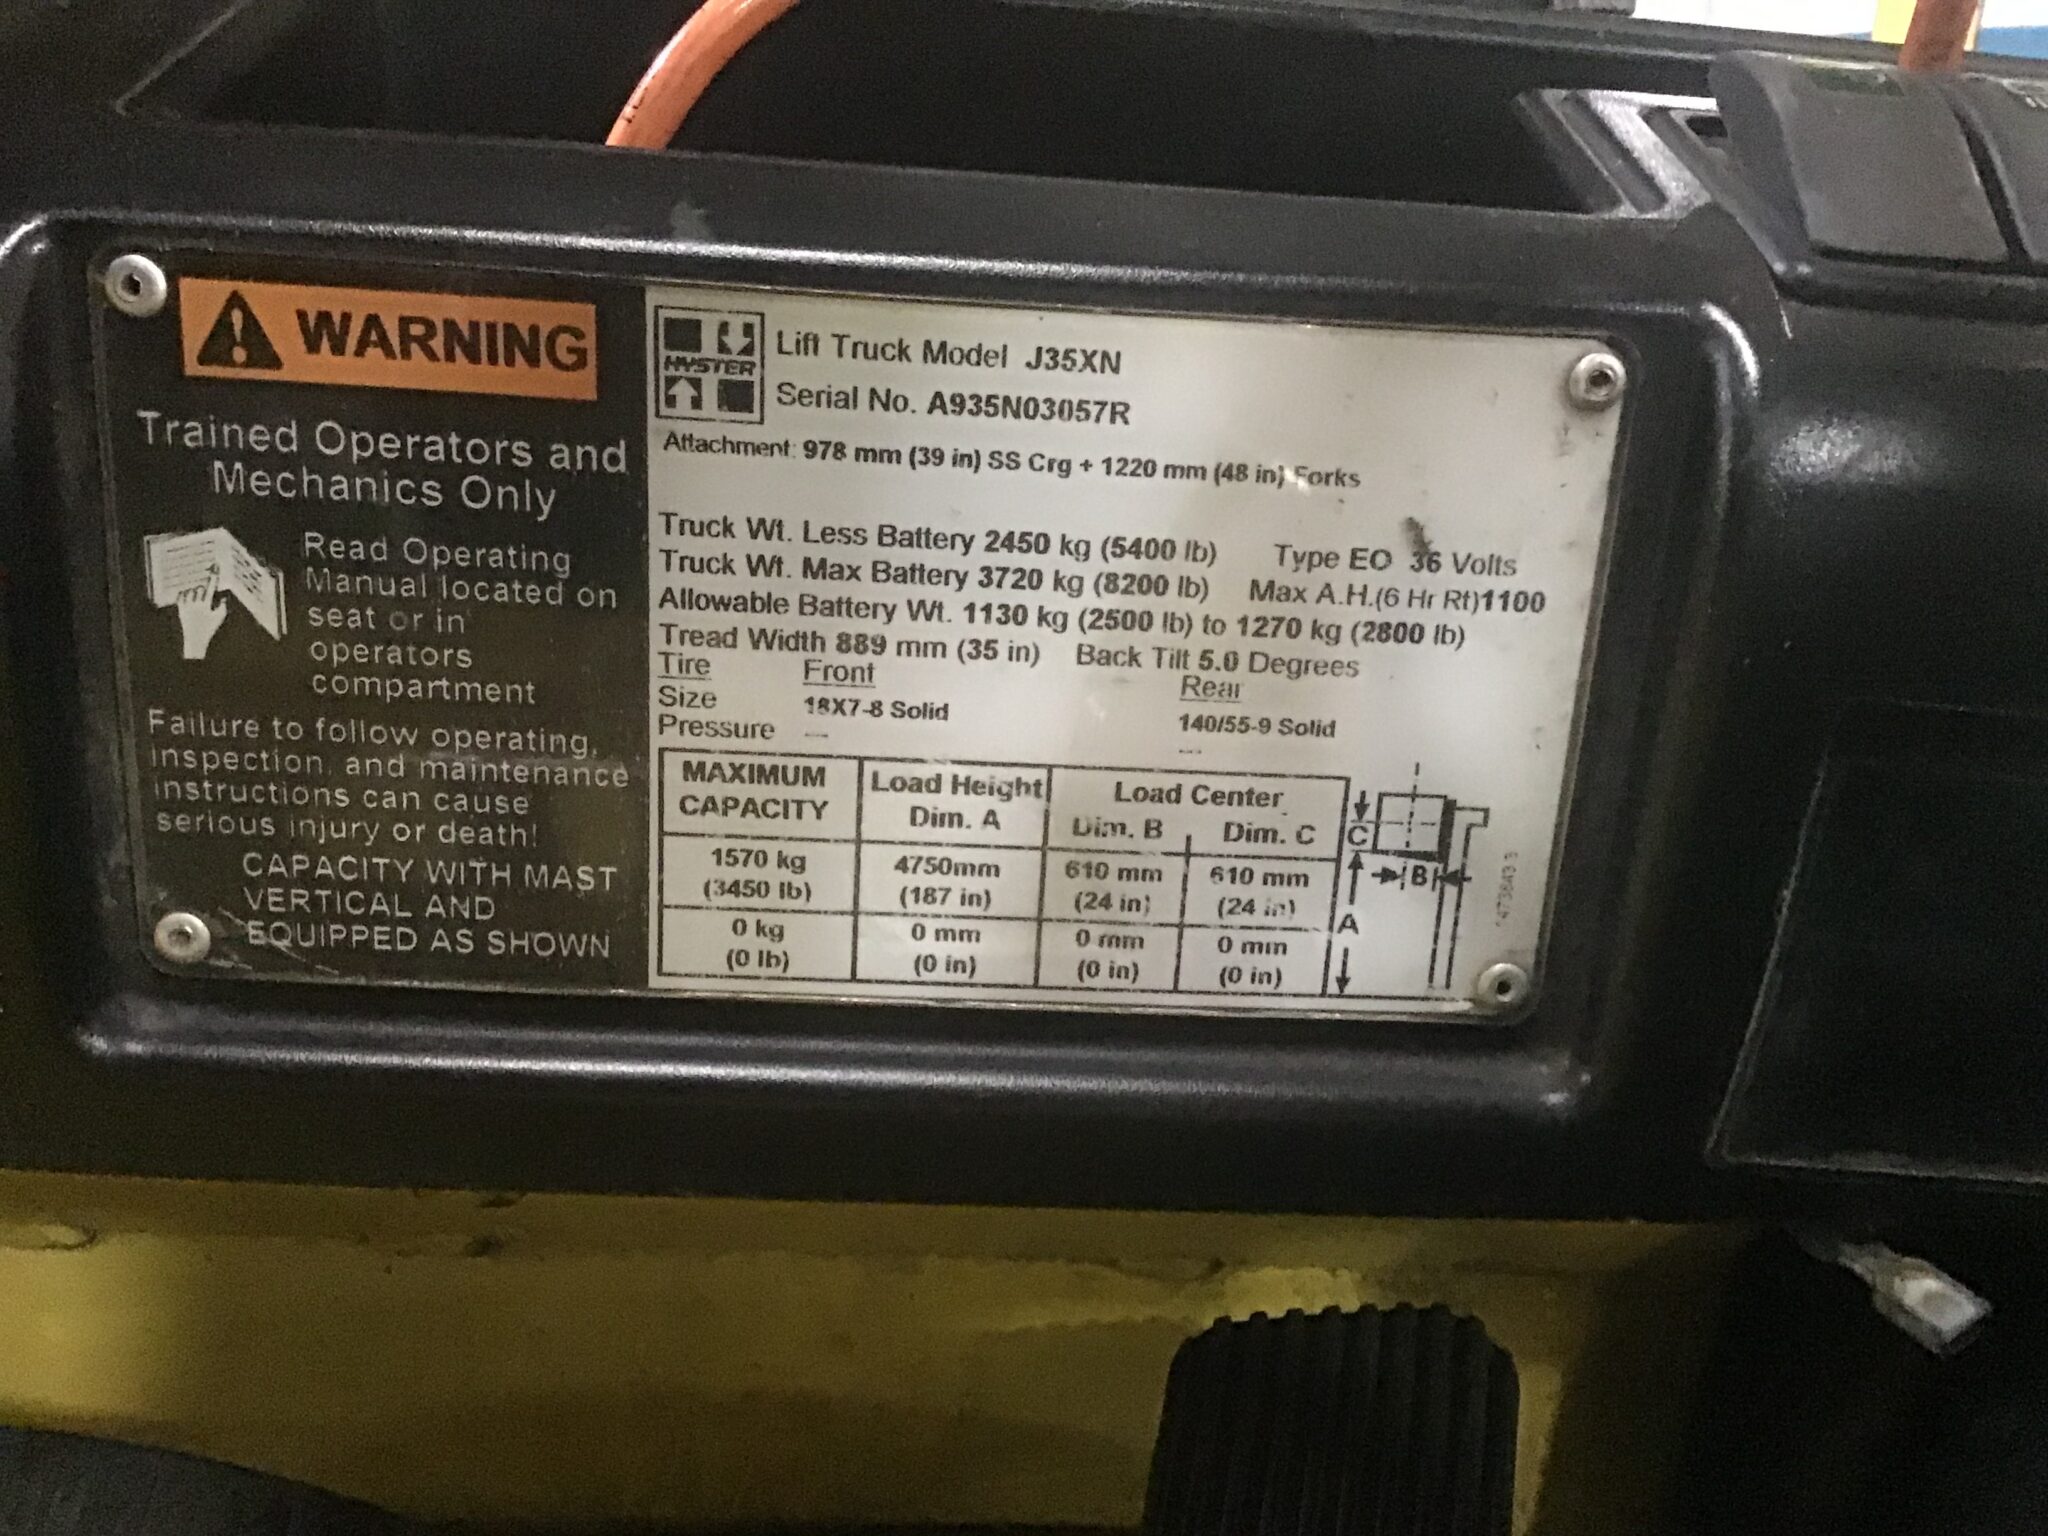 WARNING
Trained Operators and
Mechanics Only
Read Operating
Manual located on
seat or in
operators
compartment
Failure to follow operating,
inspection, and maintenance
instructions can cause
serious injury or death!
CAPACITY WITH MAST
VERTICAL AND
EQUIPPED AS SHOWN
HYSTER
Lift Truck Model J35XN
Serial No. A935N03057R
Attachment: 978 mm (39 in) SS Crg + 1220 mm (48 in) Forks
Truck Wt. Less Battery 2450 kg (5400 lb) Type EO 36 Volts
Truck Wt. Max Battery 3720 kg (8200 lb) Max A.H.(6 Hr Rt)1100
Allowable Battery Wt. 1130 kg (2500 lb) to 1270 kg (2800 lb)
Tread Width 889 mm (35 in) Back Tilt 5.0 Degrees
Tire Front Rear
Size 18X7-8 Solid 140/55-9 Solid
Pressure --- ---
MAXIMUM CAPACITY Load Height Dim. A Load Center Dim. B Dim. C
1570 kg 4750mm 610 mm 610 mm
(3450 lb) (187 in) (24 in) (24 in)
0 kg 0 mm 0 mm 0 mm
(0 lb) (0 in) (0 in) (0 in)
C
B
A